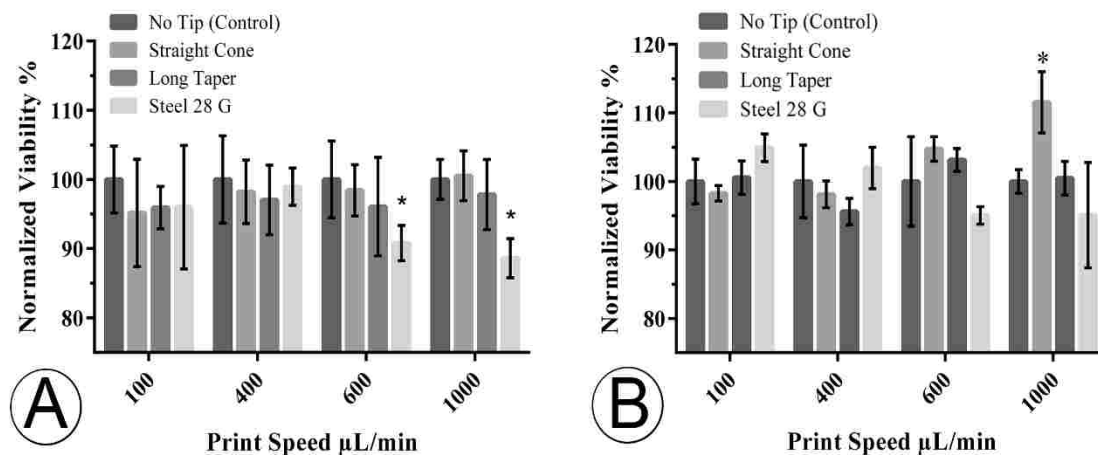 No Tip (Control)
Straight Cone
Long Taper
Steel 28 G
Normalized Viability %
120
110
100
90
80
*
*
100
400
600
1000
Print Speed µL/min
A
No Tip (Control)
Straight Cone
Long Taper
Steel 28 G
Normalized Viability %
120
110
100
90
80
*
100
400
600
1000
Print Speed µL/min
B